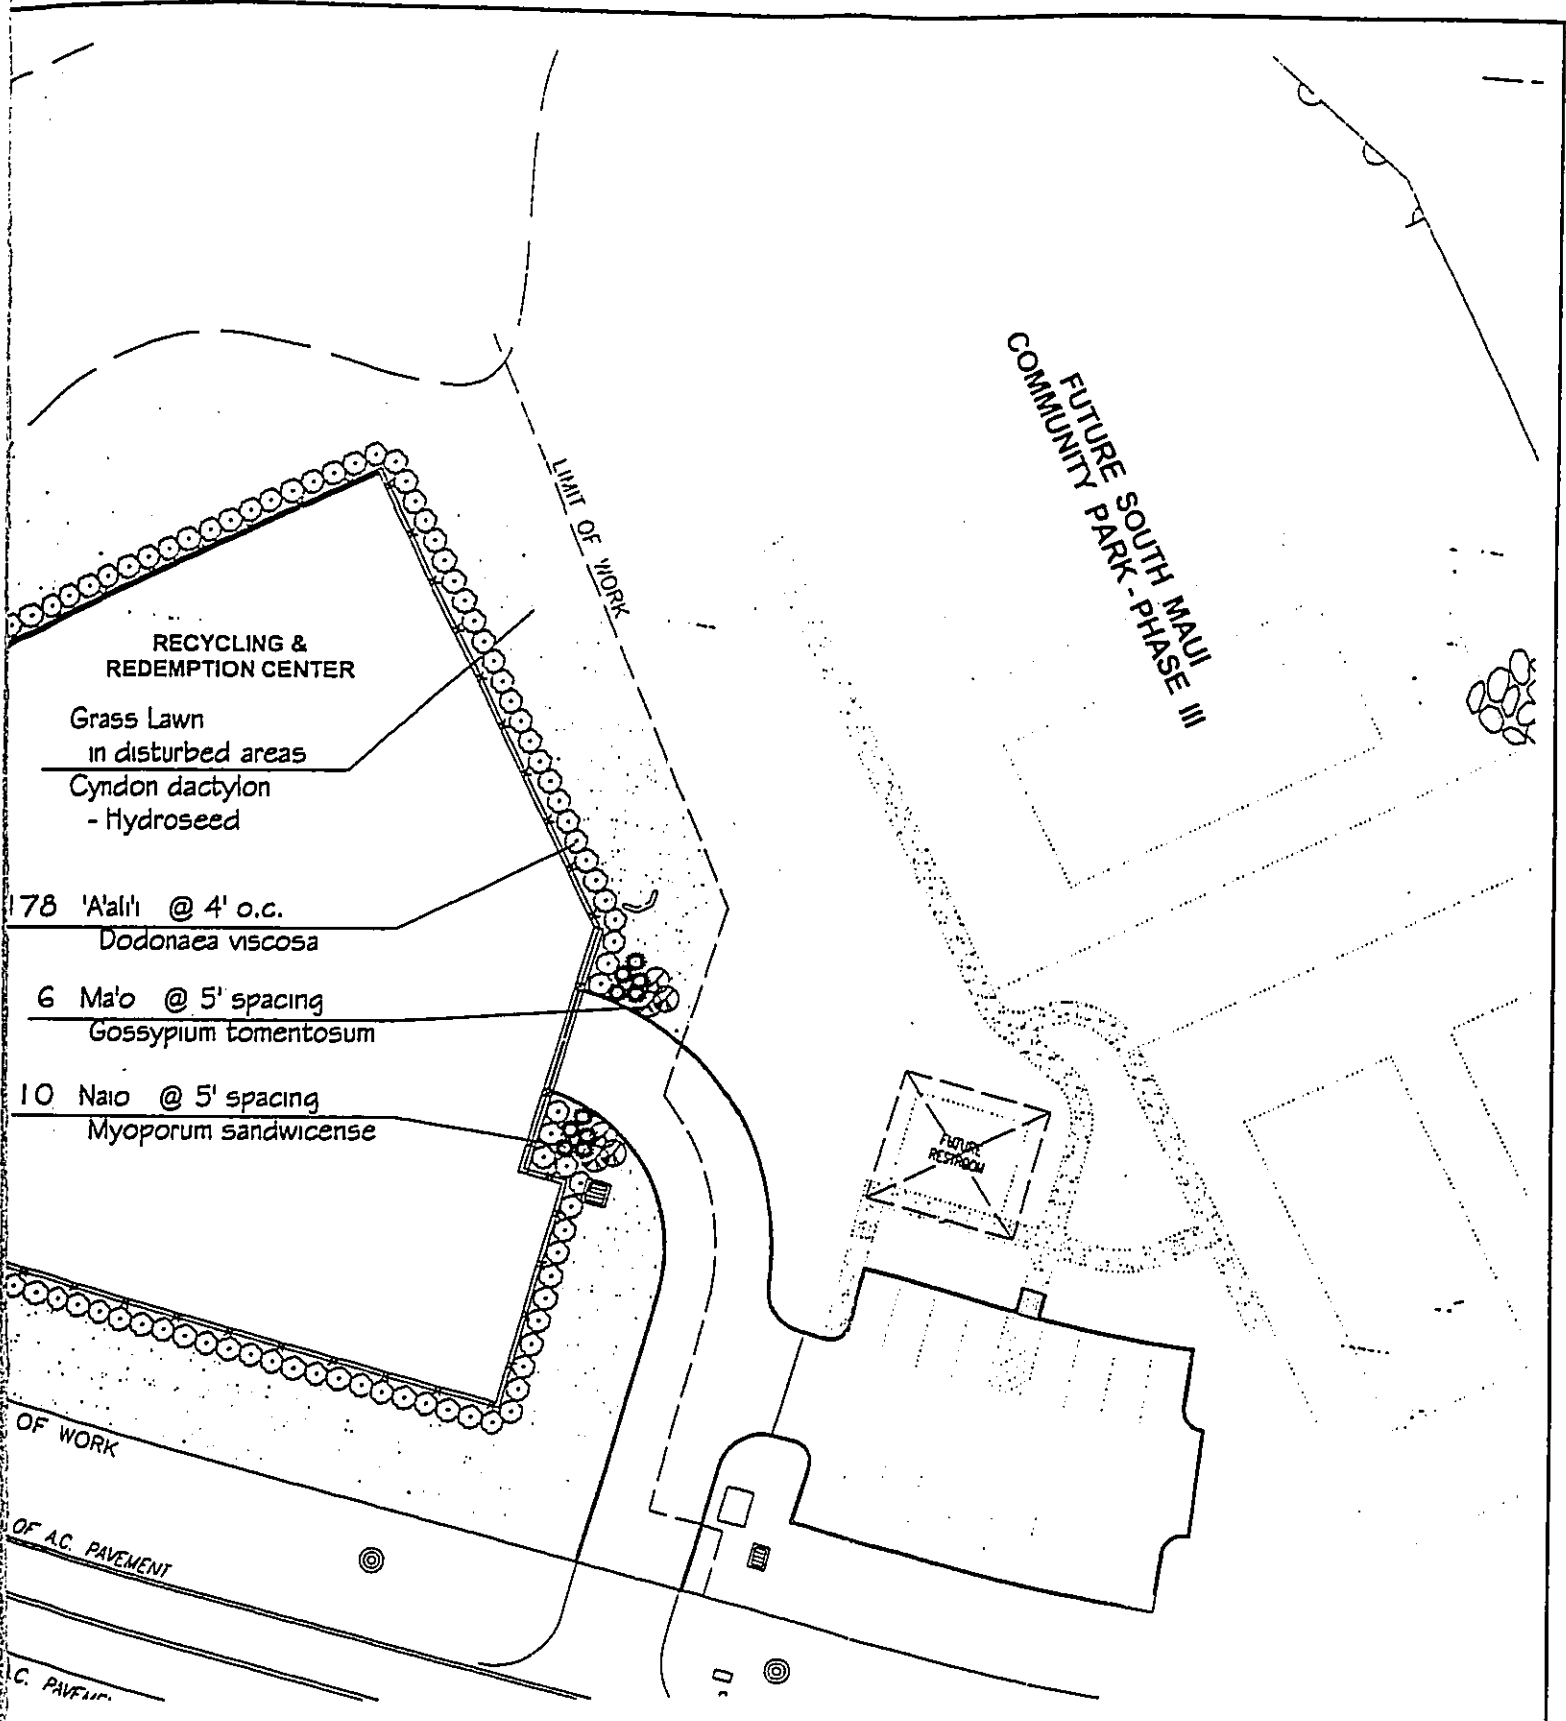 FUTURE SOUTH MAUI
COMMUNITY PARK - PHASE III
LIMIT OF WORK
RECYCLING &
REDEMPTION CENTER
Grass Lawn
in disturbed areas
Cyndon dactylon
- Hydroseed
178 'A'ali'i @ 4' o.c.
Dodonaea viscosa
6 Ma'o @ 5' spacing
Gossypium tomentosum
10 Naio @ 5' spacing
Myoporum sandwicense
FUTURE
RESTROOM
OF WORK
OF A.C. PAVEMENT
C.